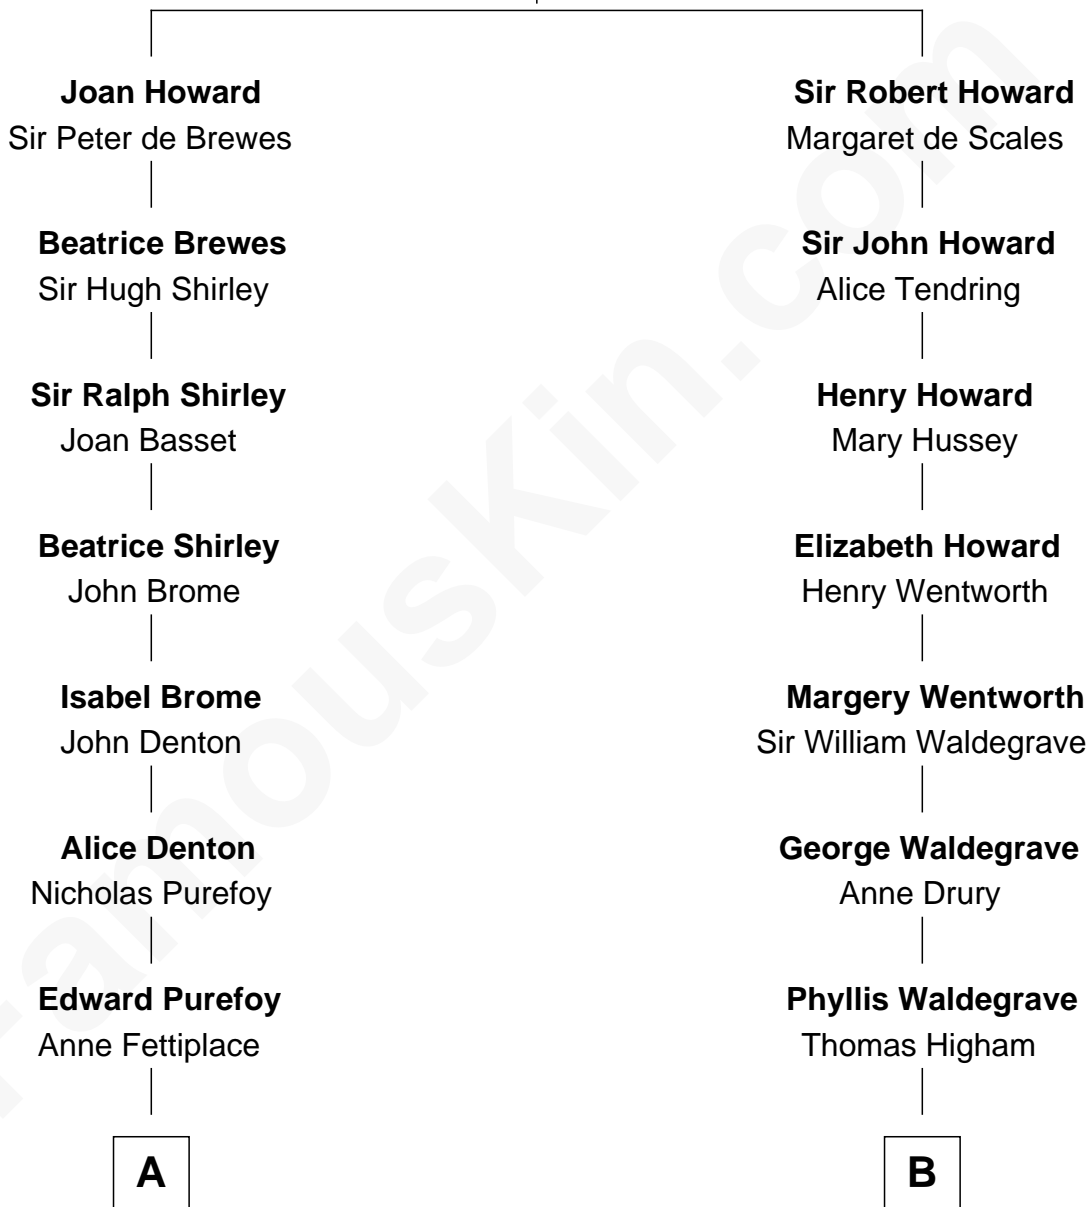 Joan Howard
Sir Peter de Brewes
Beatrice Brewes
Sir Hugh Shirley
Sir Ralph Shirley
Joan Basset
Beatrice Shirley
John Brome
Isabel Brome
John Denton
Alice Denton
Nicholas Purefoy
Edward Purefoy
Anne Fettiplace
A
Sir Robert Howard
Margaret de Scales
Sir John Howard
Alice Tendring
Henry Howard
Mary Hussey
Elizabeth Howard
Henry Wentworth
Margery Wentworth
Sir William Waldegrave
George Waldegrave
Anne Drury
Phyllis Waldegrave
Thomas Higham
B
FamousKin.com